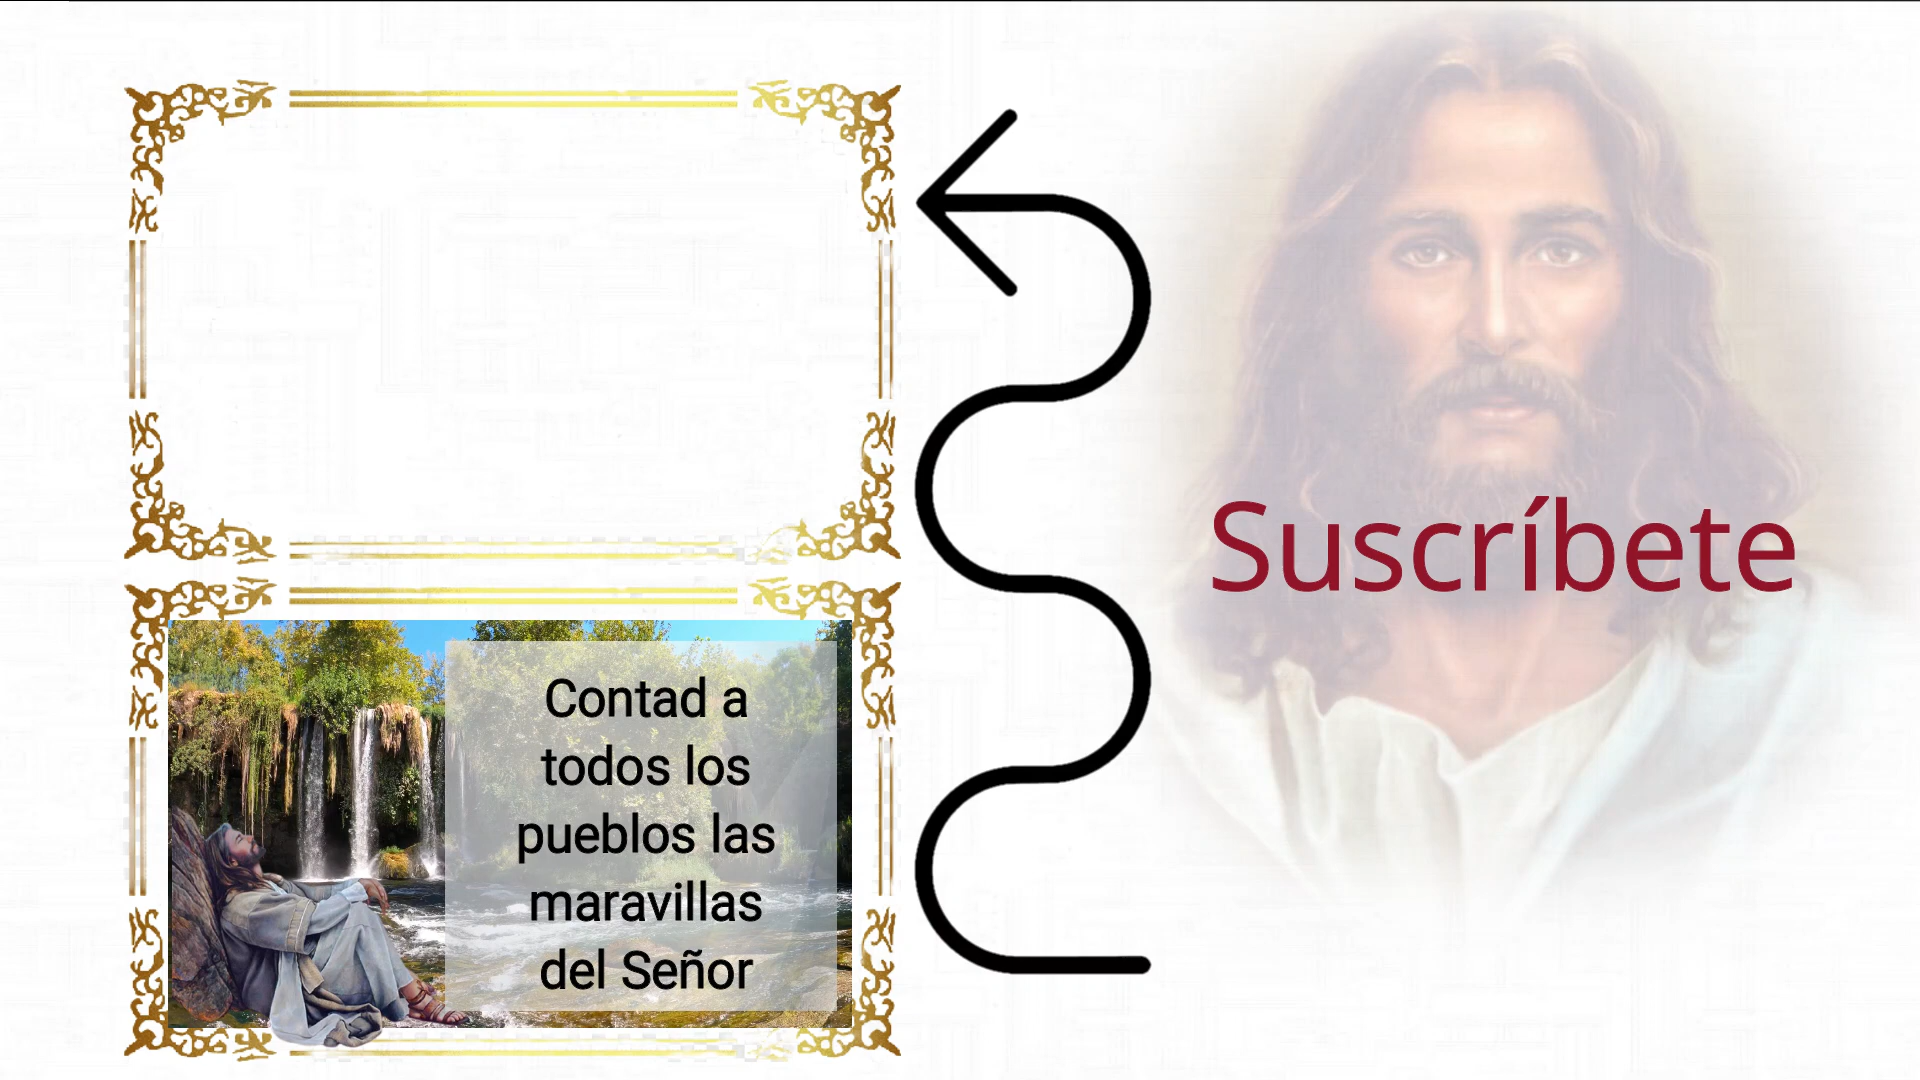 Suscríbete
Contad a
todos los
pueblos las
maravillas
del Señor